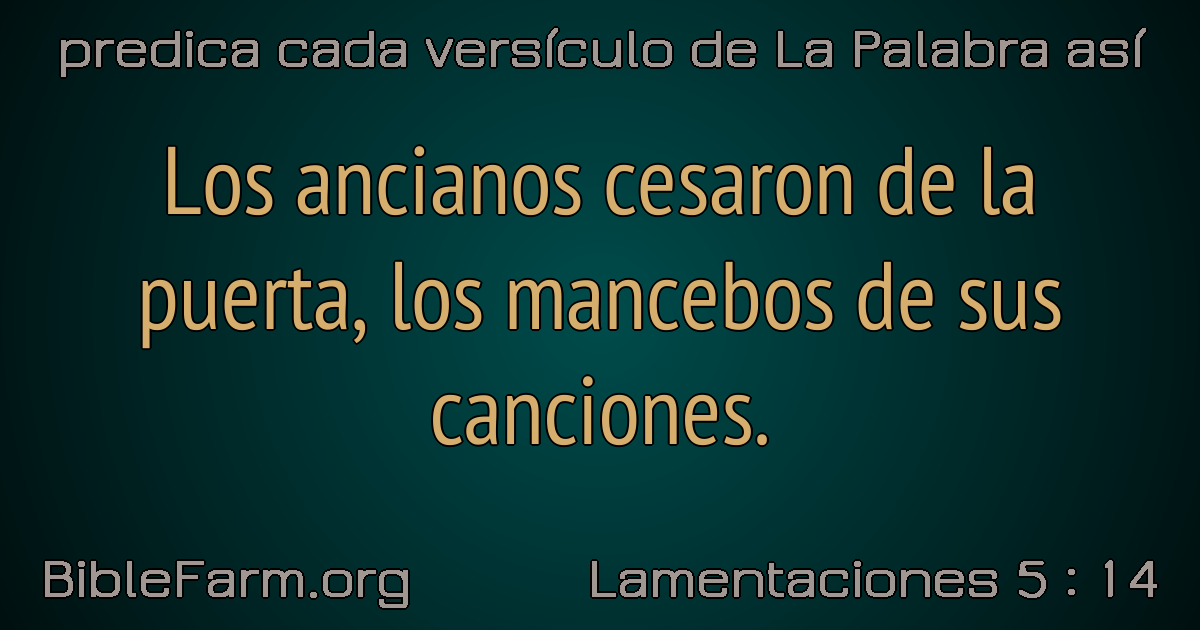 predica cada versículo de La Palabra así
Los ancianos cesaron de la
puerta, los mancebos de sus
canciones.
BibleFarm.org
Lamentaciones 5 : 14